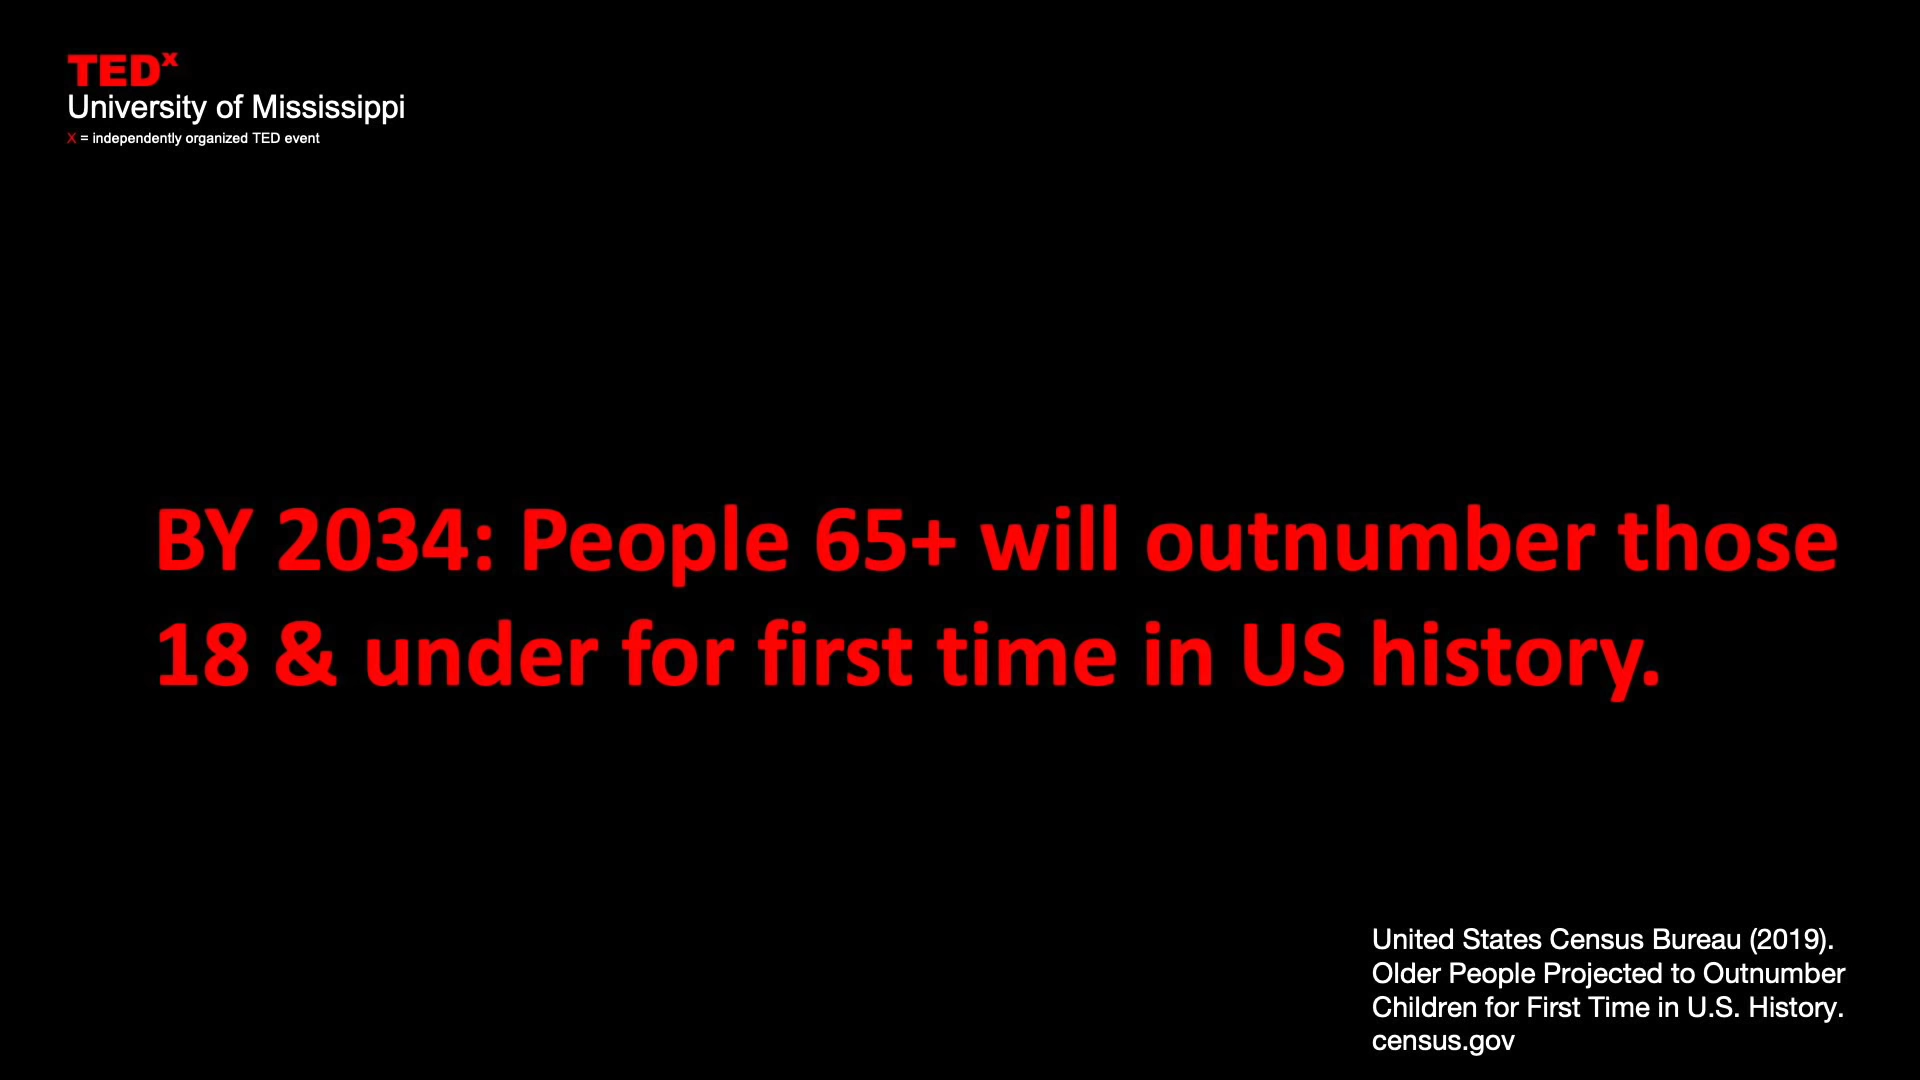 TEDx
University of Mississippi
X = independently organized TED event
BY 2034: People 65+ will outnumber those
18 & under for first time in US history.
United States Census Bureau (2019).
Older People Projected to Outnumber
Children for First Time in U.S. History.
census.gov